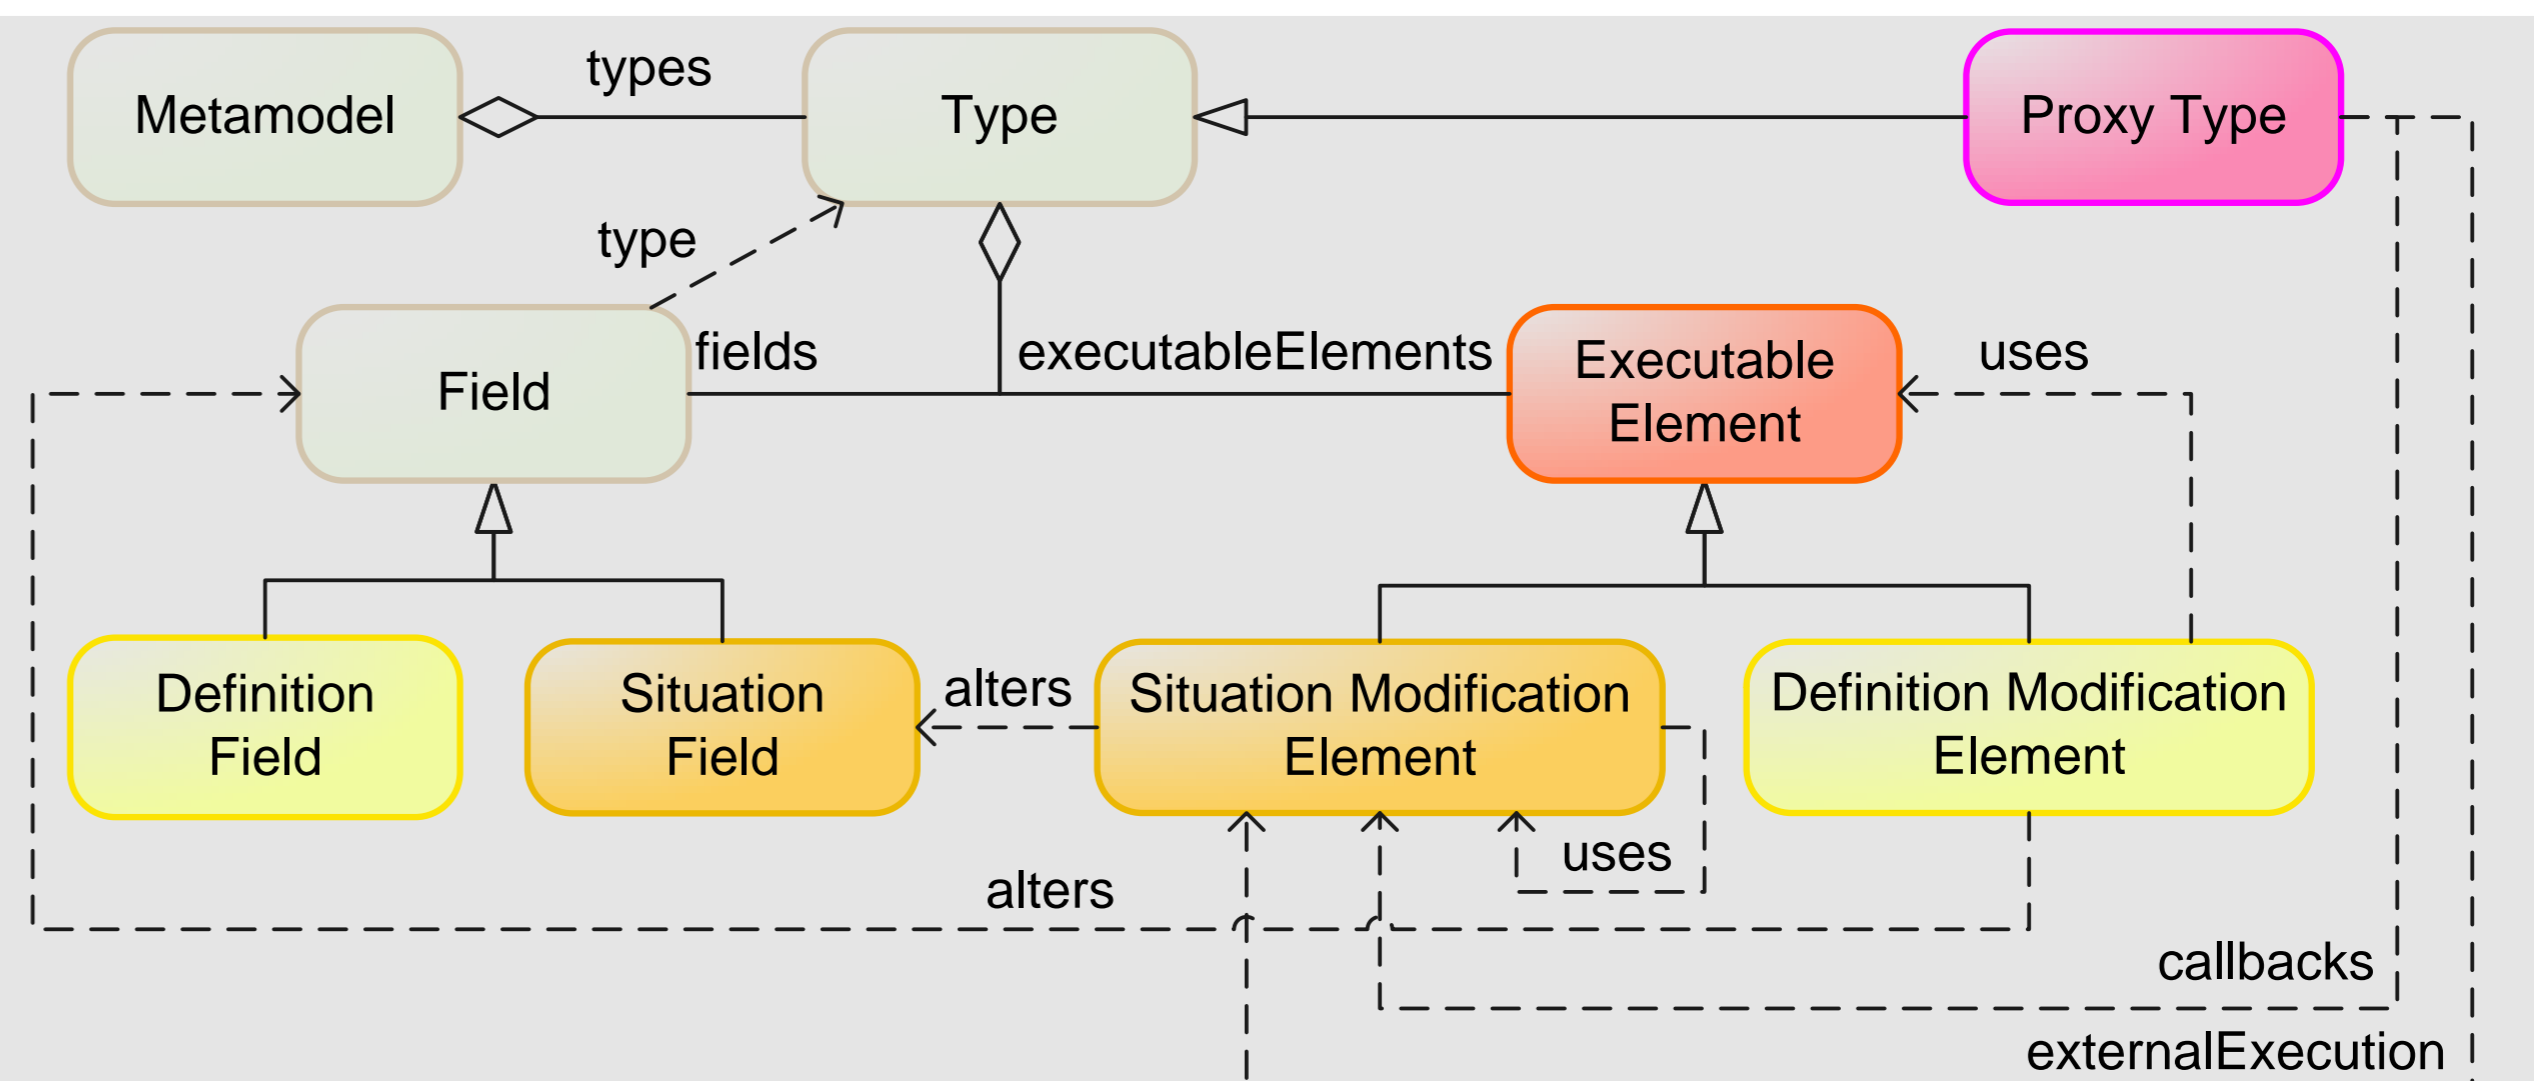 Metamodel
types
Type
Proxy Type
type
Field
fields
executableElements
Executable
Element
uses
Definition
Field
Situation
Field
alters
Situation Modification
Element
Definition Modification
Element
uses
alters
callbacks
externalExecution